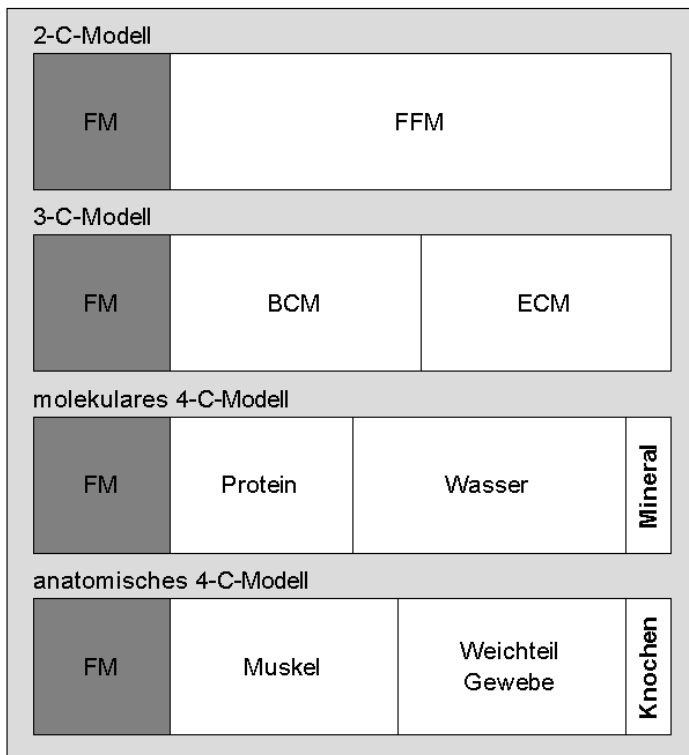 2-C-Modell
FM
FFM
3-C-Modell
FM
BCM
ECM
molekulares 4-C-Modell
FM
Protein
Wasser
Mineral
anatomisches 4-C-Modell
FM
Muskel
Weichteil
Gewebe
Knochen